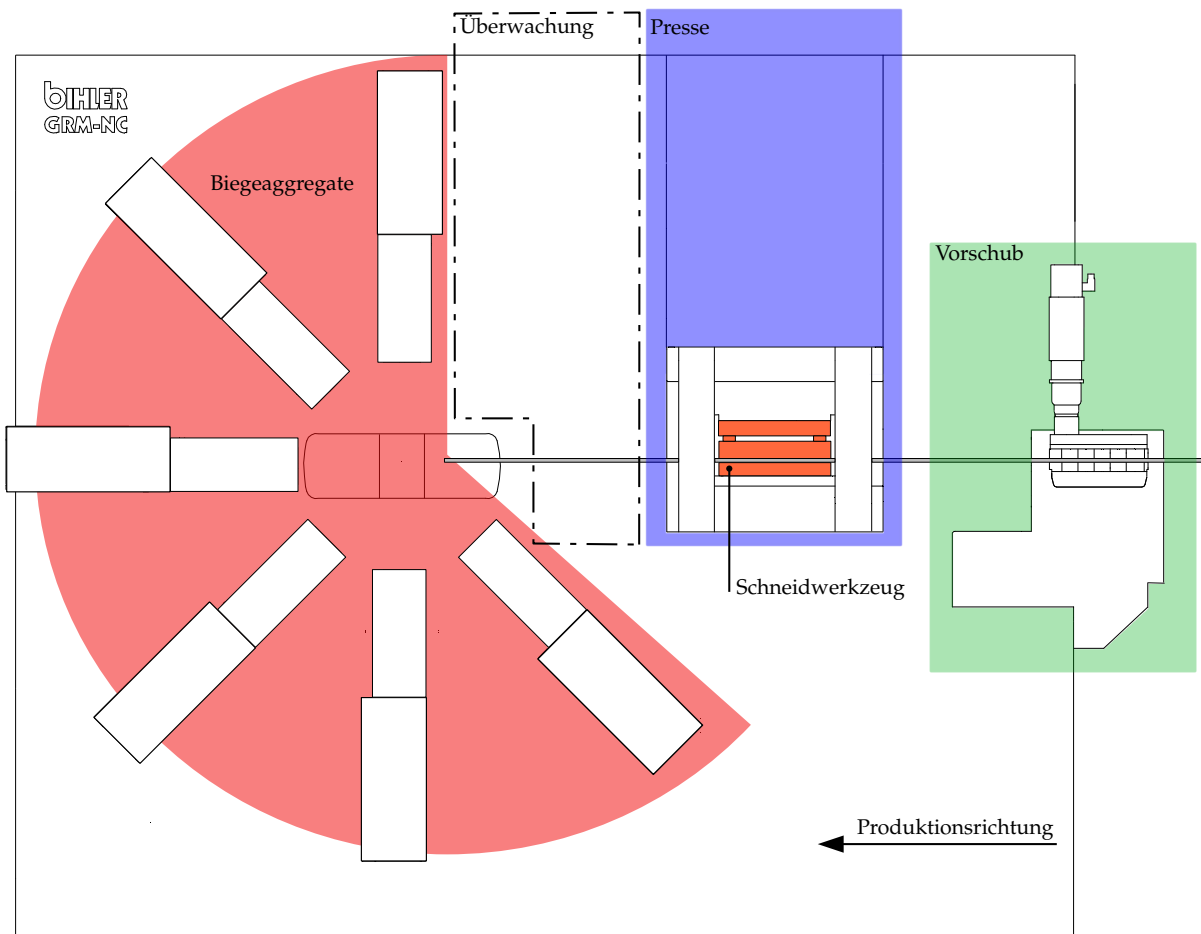 Überwachung
Presse
bIHLER
GRM-NC
Biegeaggregate
Vorschub
Schneidwerkzeug
Produktionsrichtung